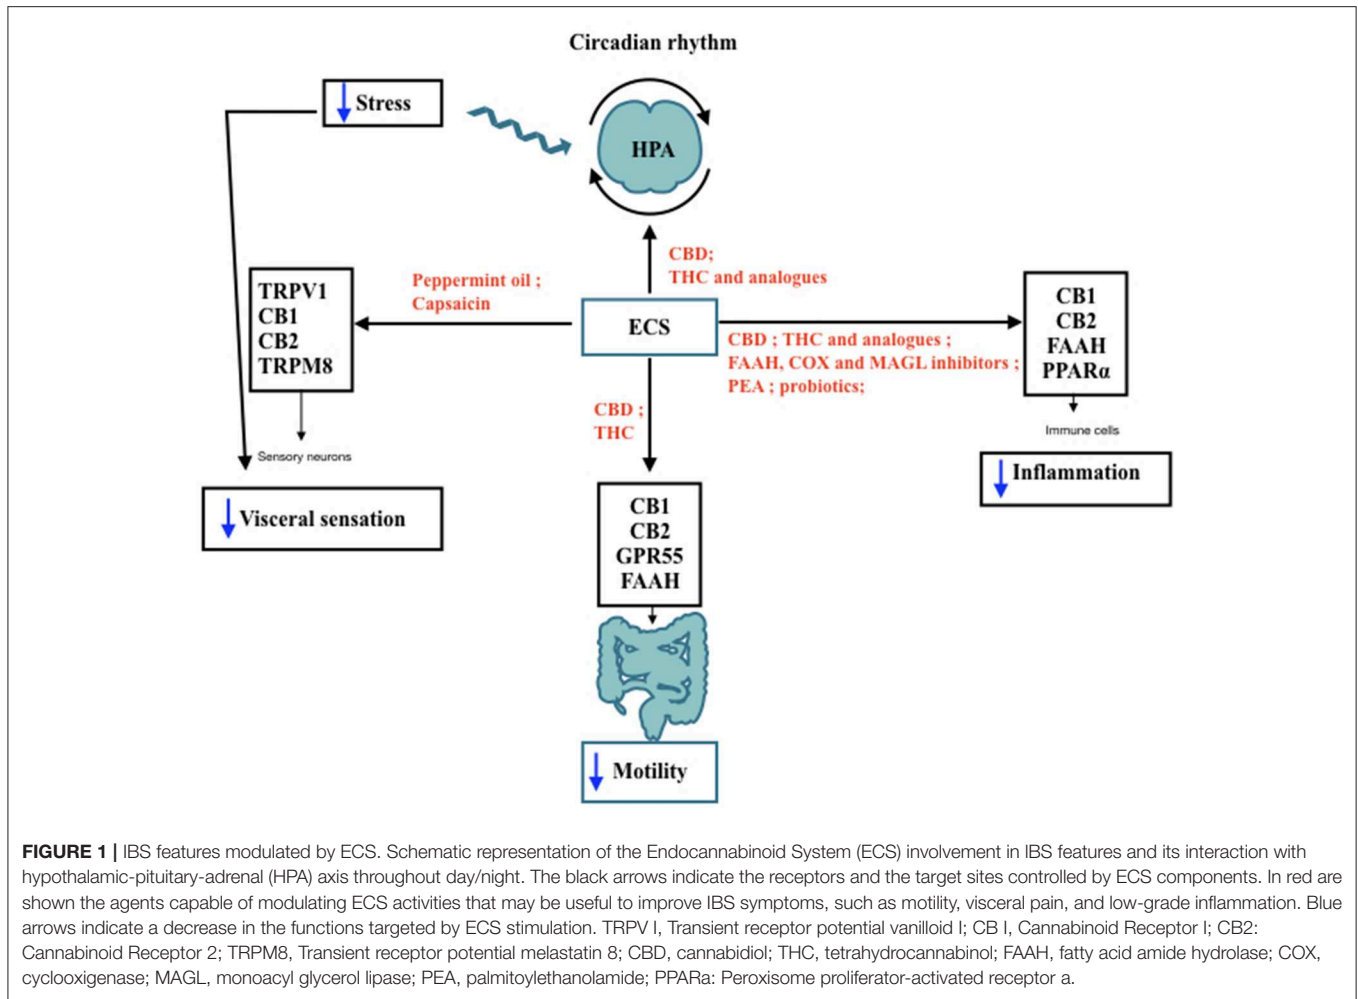 Circadian rhythm
Stress
HPA
CBD;
THC and analogues
Peppermint oil ;
Capsaicin
TRPV1
CB1
CB2
TRPM8
ECS
CB1
CB2
FAAH
PPARα
CBD ; THC and analogues ;
FAAH, COX and MAGL inhibitors ;
PEA ; probiotics;
CBD ;
THC
Immune cells
Sensory neurons
Inflammation
Visceral sensation
CB1
CB2
GPR55
FAAH
Motility
FIGURE 1 | IBS features modulated by ECS. Schematic representation of the Endocannabinoid System (ECS) involvement in IBS features and its interaction with
hypothalamic-pituitary-adrenal (HPA) axis throughout day/night. The black arrows indicate the receptors and the target sites controlled by ECS components. In red are
shown the agents capable of modulating ECS activities that may be useful to improve IBS symptoms, such as motility, visceral pain, and low-grade inflammation. Blue
arrows indicate a decrease in the functions targeted by ECS stimulation. TRPV I, Transient receptor potential vanilloid I; CB I, Cannabinoid Receptor I; CB2:
Cannabinoid Receptor 2; TRPM8, Transient receptor potential melastatin 8; CBD, cannabidiol; THC, tetrahydrocannabinol; FAAH, fatty acid amide hydrolase; COX,
cyclooxigenase; MAGL, monoacyl glycerol lipase; PEA, palmitoylethanolamide; PPARa: Peroxisome proliferator-activated receptor a.